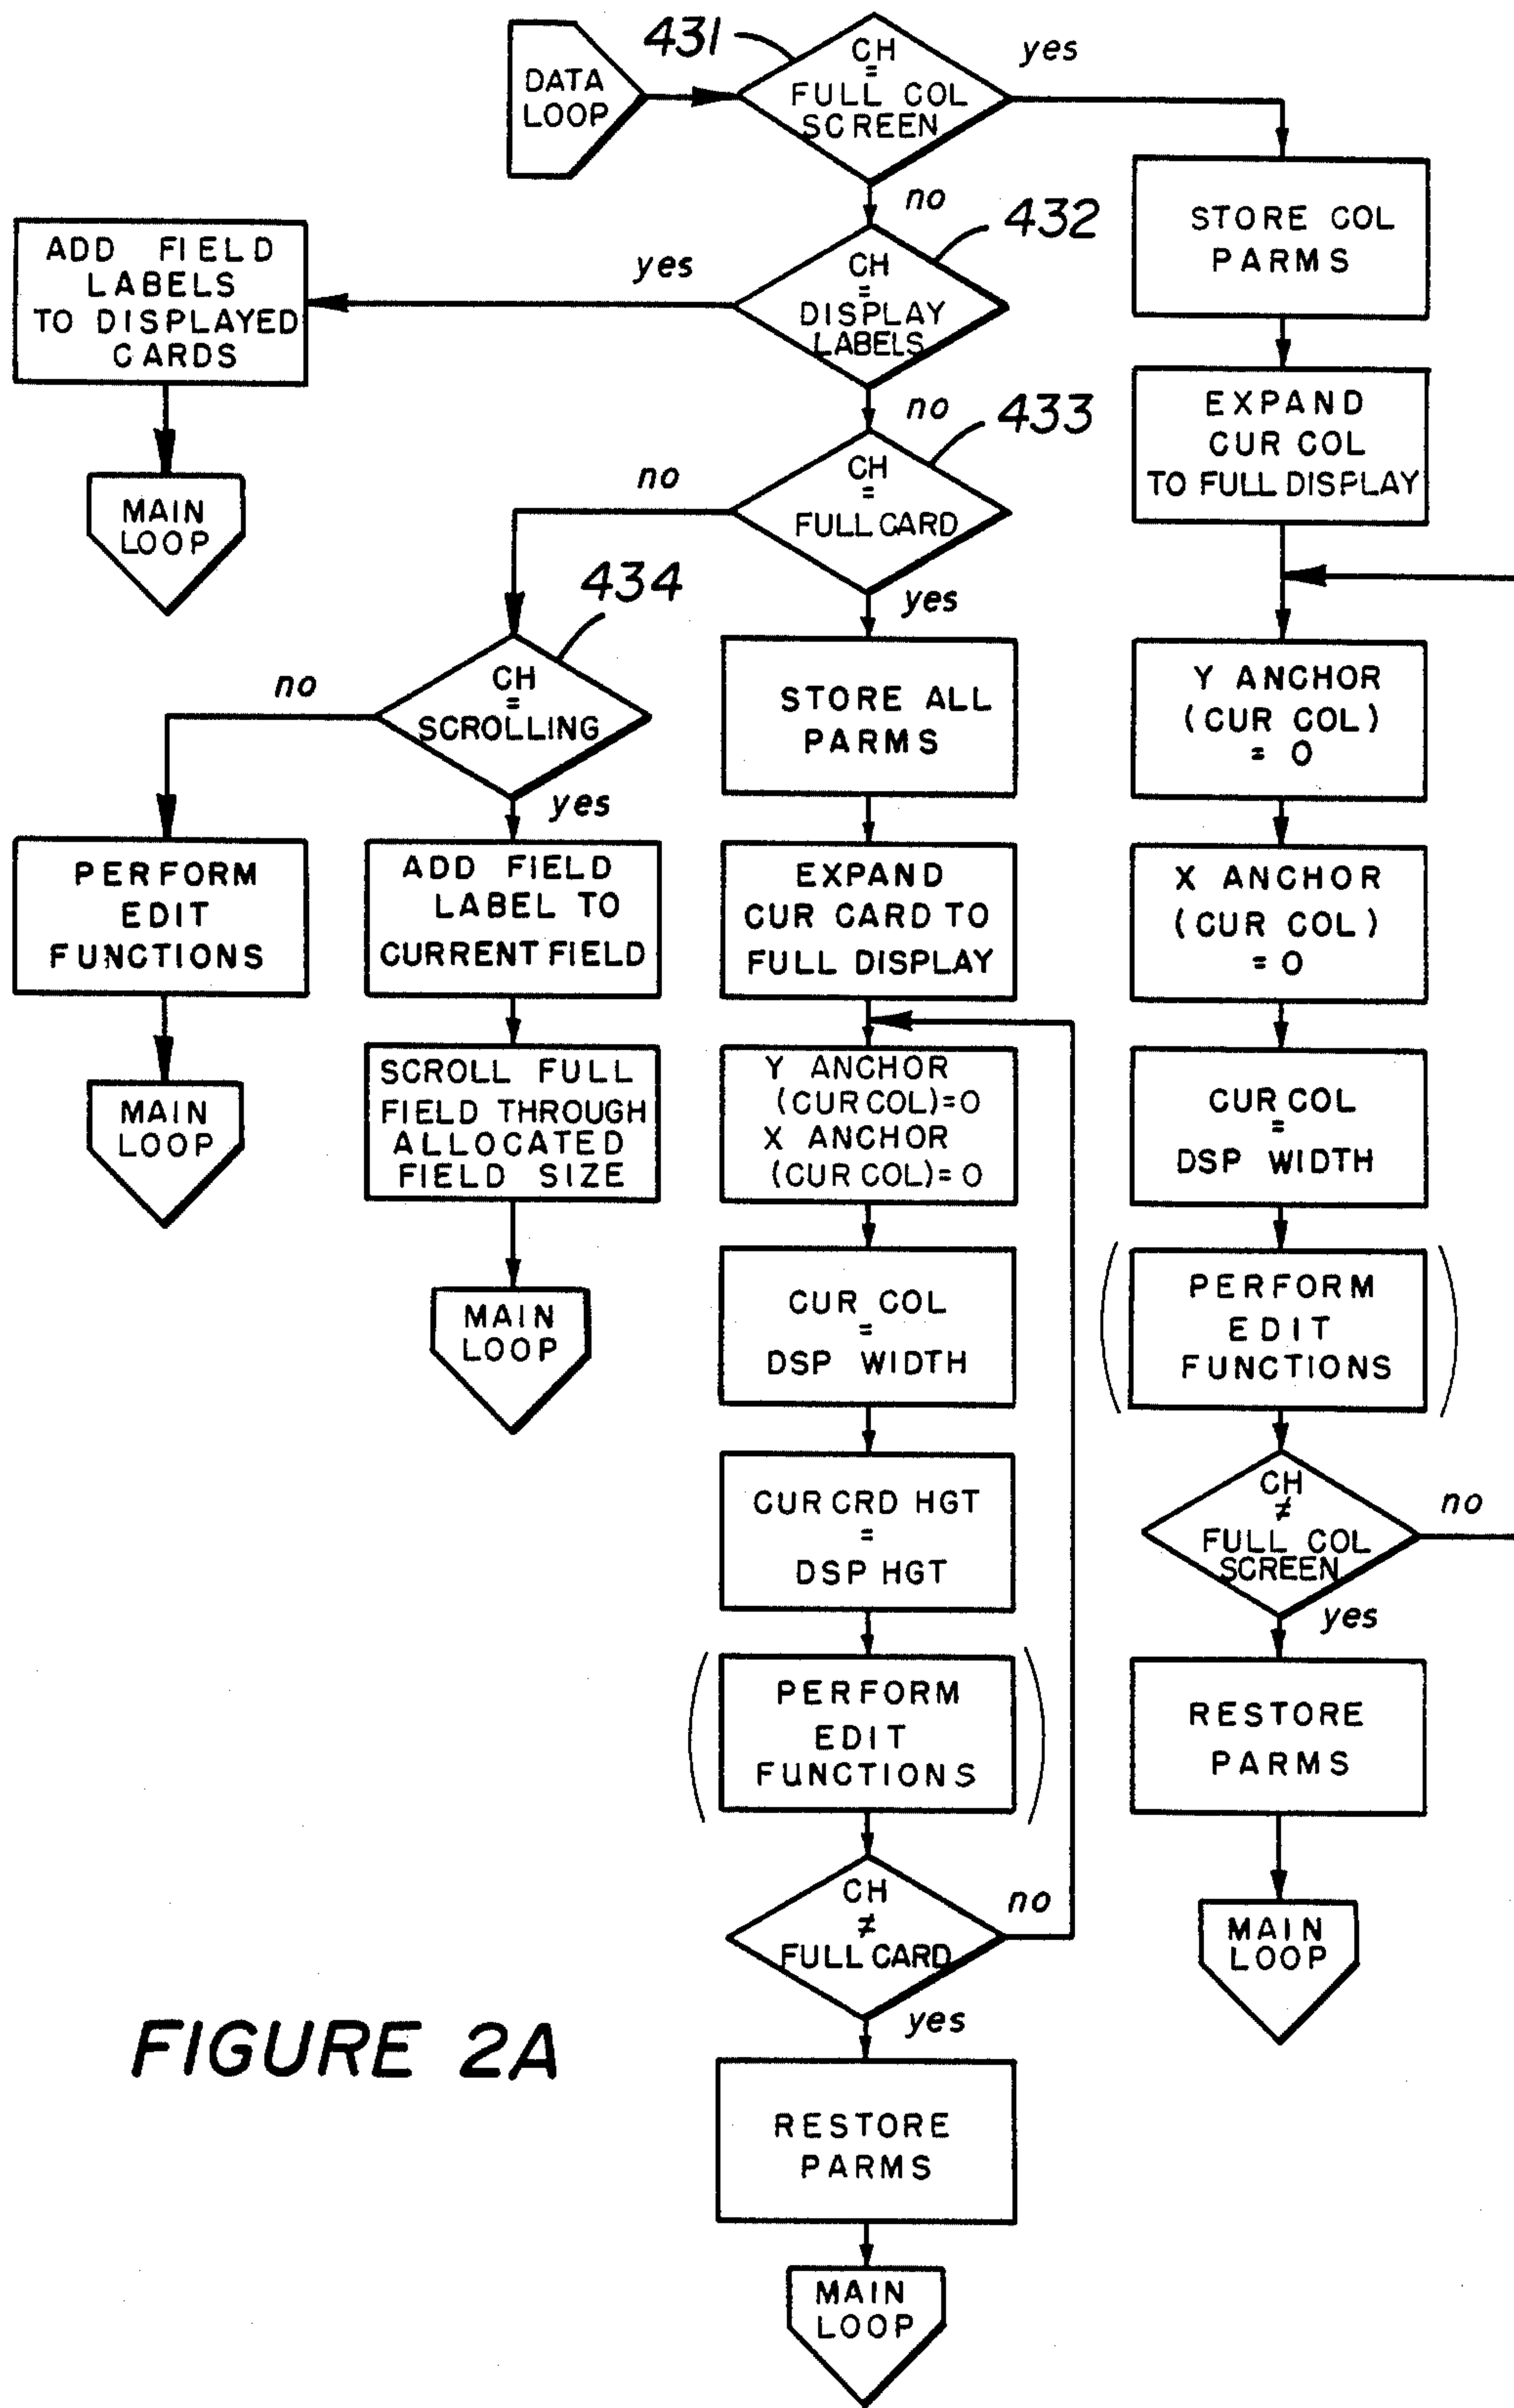 DATA
LOOP
431
CH
=
FULL COL
SCREEN
yes
no
STORE COL
PARMS
432
CH
=
DISPLAY
LABELS
yes
no
ADD FIELD
LABELS
TO DISPLAYED
CARDS
MAIN
LOOP
EXPAND
CUR COL
TO FULL DISPLAY
433
CH
=
FULL CARD
no
yes
434
CH
=
SCROLLING
no
yes
PERFORM
EDIT
FUNCTIONS
MAIN
LOOP
ADD FIELD
LABEL TO
CURRENT FIELD
SCROLL FULL
FIELD THROUGH
ALLOCATED
FIELD SIZE
MAIN
LOOP
STORE ALL
PARMS
EXPAND
CUR CARD TO
FULL DISPLAY
Y ANCHOR
(CUR COL)=0
X ANCHOR
(CUR COL)=0
CUR COL
=
DSP WIDTH
CUR CRD HGT
=
DSP HGT
PERFORM
EDIT
FUNCTIONS
CH
≠
FULL CARD
no
yes
RESTORE
PARMS
MAIN
LOOP
Y ANCHOR
(CUR COL)
= 0
X ANCHOR
(CUR COL)
= 0
CUR COL
=
DSP WIDTH
PERFORM
EDIT
FUNCTIONS
CH
≠
FULL COL
SCREEN
no
yes
RESTORE
PARMS
MAIN
LOOP
FIGURE 2A